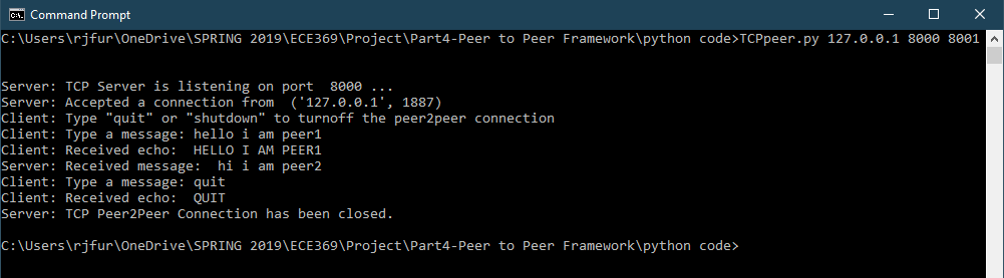 Command Prompt
C:\Users\rjfur\OneDrive\SPRING 2019\ECE369\Project\Part4-Peer to Peer Framework\python code>TCPpeer.py 127.0.0.1 8000 8001
Server: TCP Server is listening on port  8000 ...
Server: Accepted a connection from  ('127.0.0.1', 1887)
Client: Type "quit" or "shutdown" to turnoff the peer2peer connection
Client: Type a message: hello i am peer1
Client: Received echo:  HELLO I AM PEER1
Server: Received message:  hi i am peer2
Client: Type a message: quit
Client: Received echo:  QUIT
Server: TCP Peer2Peer Connection has been closed.
C:\Users\rjfur\OneDrive\SPRING 2019\ECE369\Project\Part4-Peer to Peer Framework\python code>